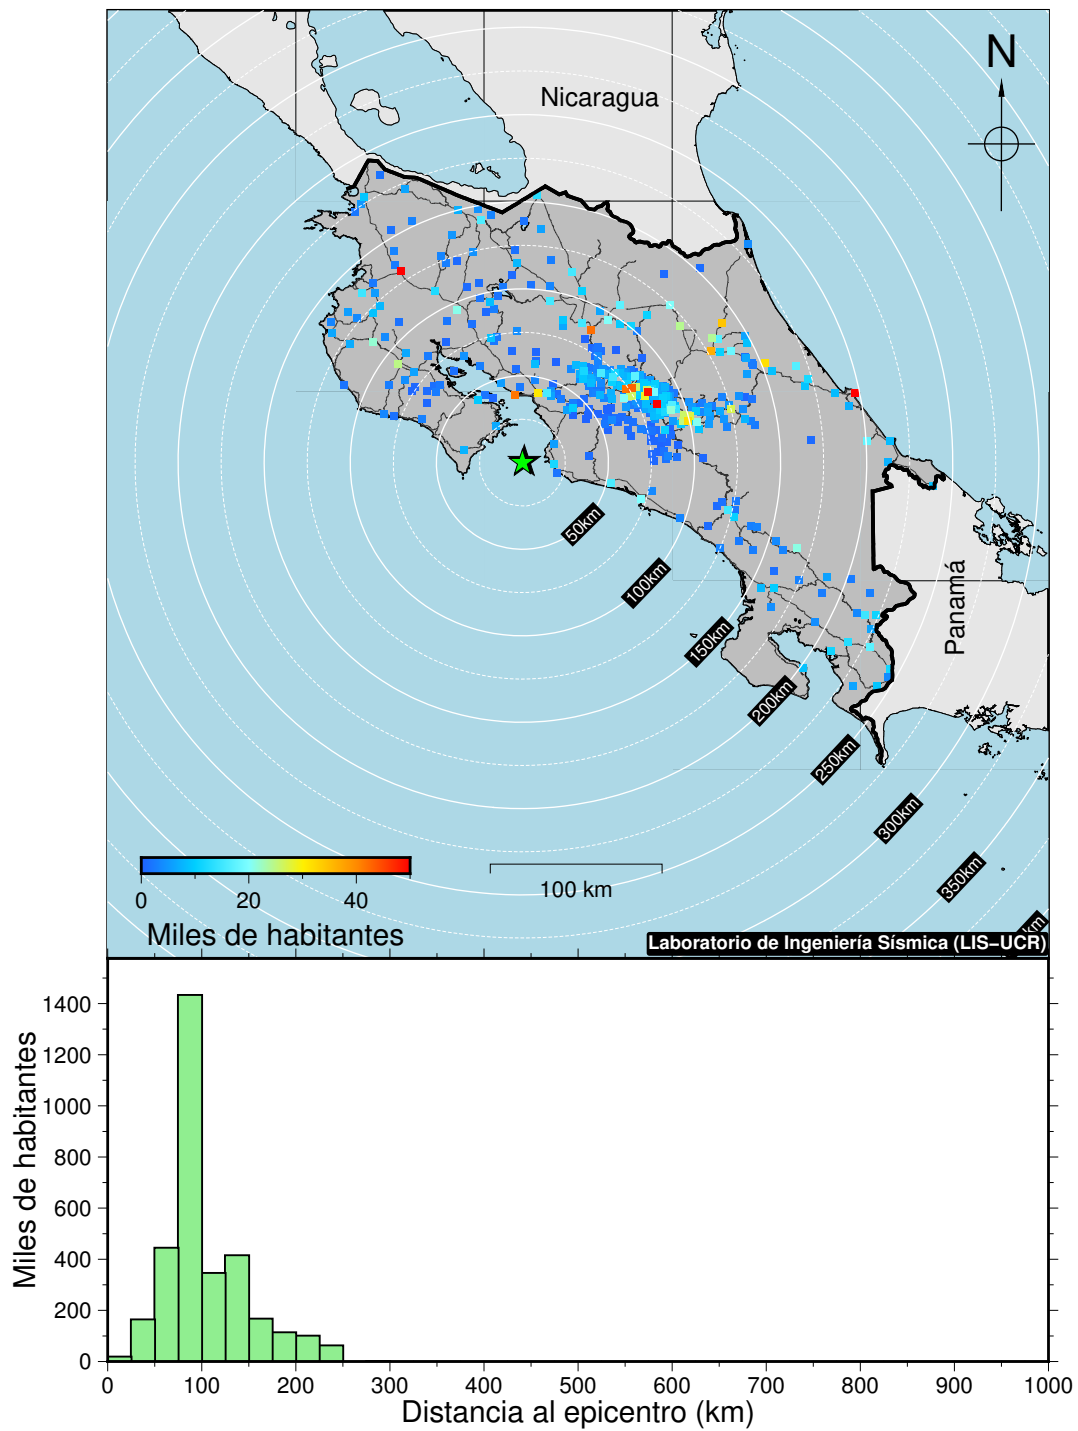 N
Nicaragua
Panamá
50km
100km
150km
200km
250km
300km
350km
km
0 20 40
Miles de habitantes
100 km
Laboratorio de Ingeniería Sísmica (LIS–UCR)
Miles de habitantes
1400
1200
1000
800
600
400
200
0
0 100 200 300 400 500 600 700 800 900 1000
Distancia al epicentro (km)